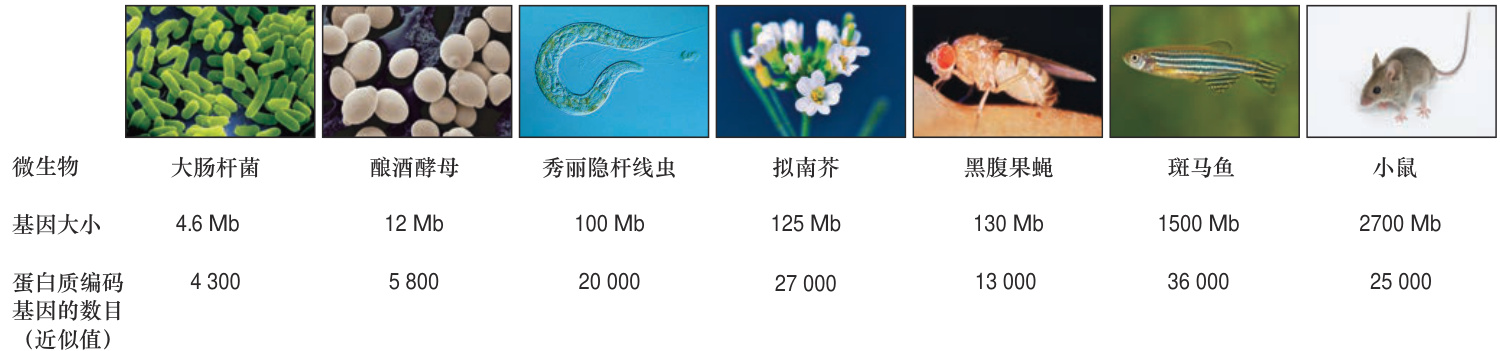 微生物 大肠杆菌 酿酒酵母 秀丽隐杆线虫 拟南芥 黑腹果蝇 斑马鱼 小鼠
基因大小 4.6 Mb 12 Mb 100 Mb 125 Mb 130 Mb 1500 Mb 2700 Mb
蛋白质编码 4 300 5 800 20 000 27 000 13 000 36 000 25 000
基因的数目
（近似值）